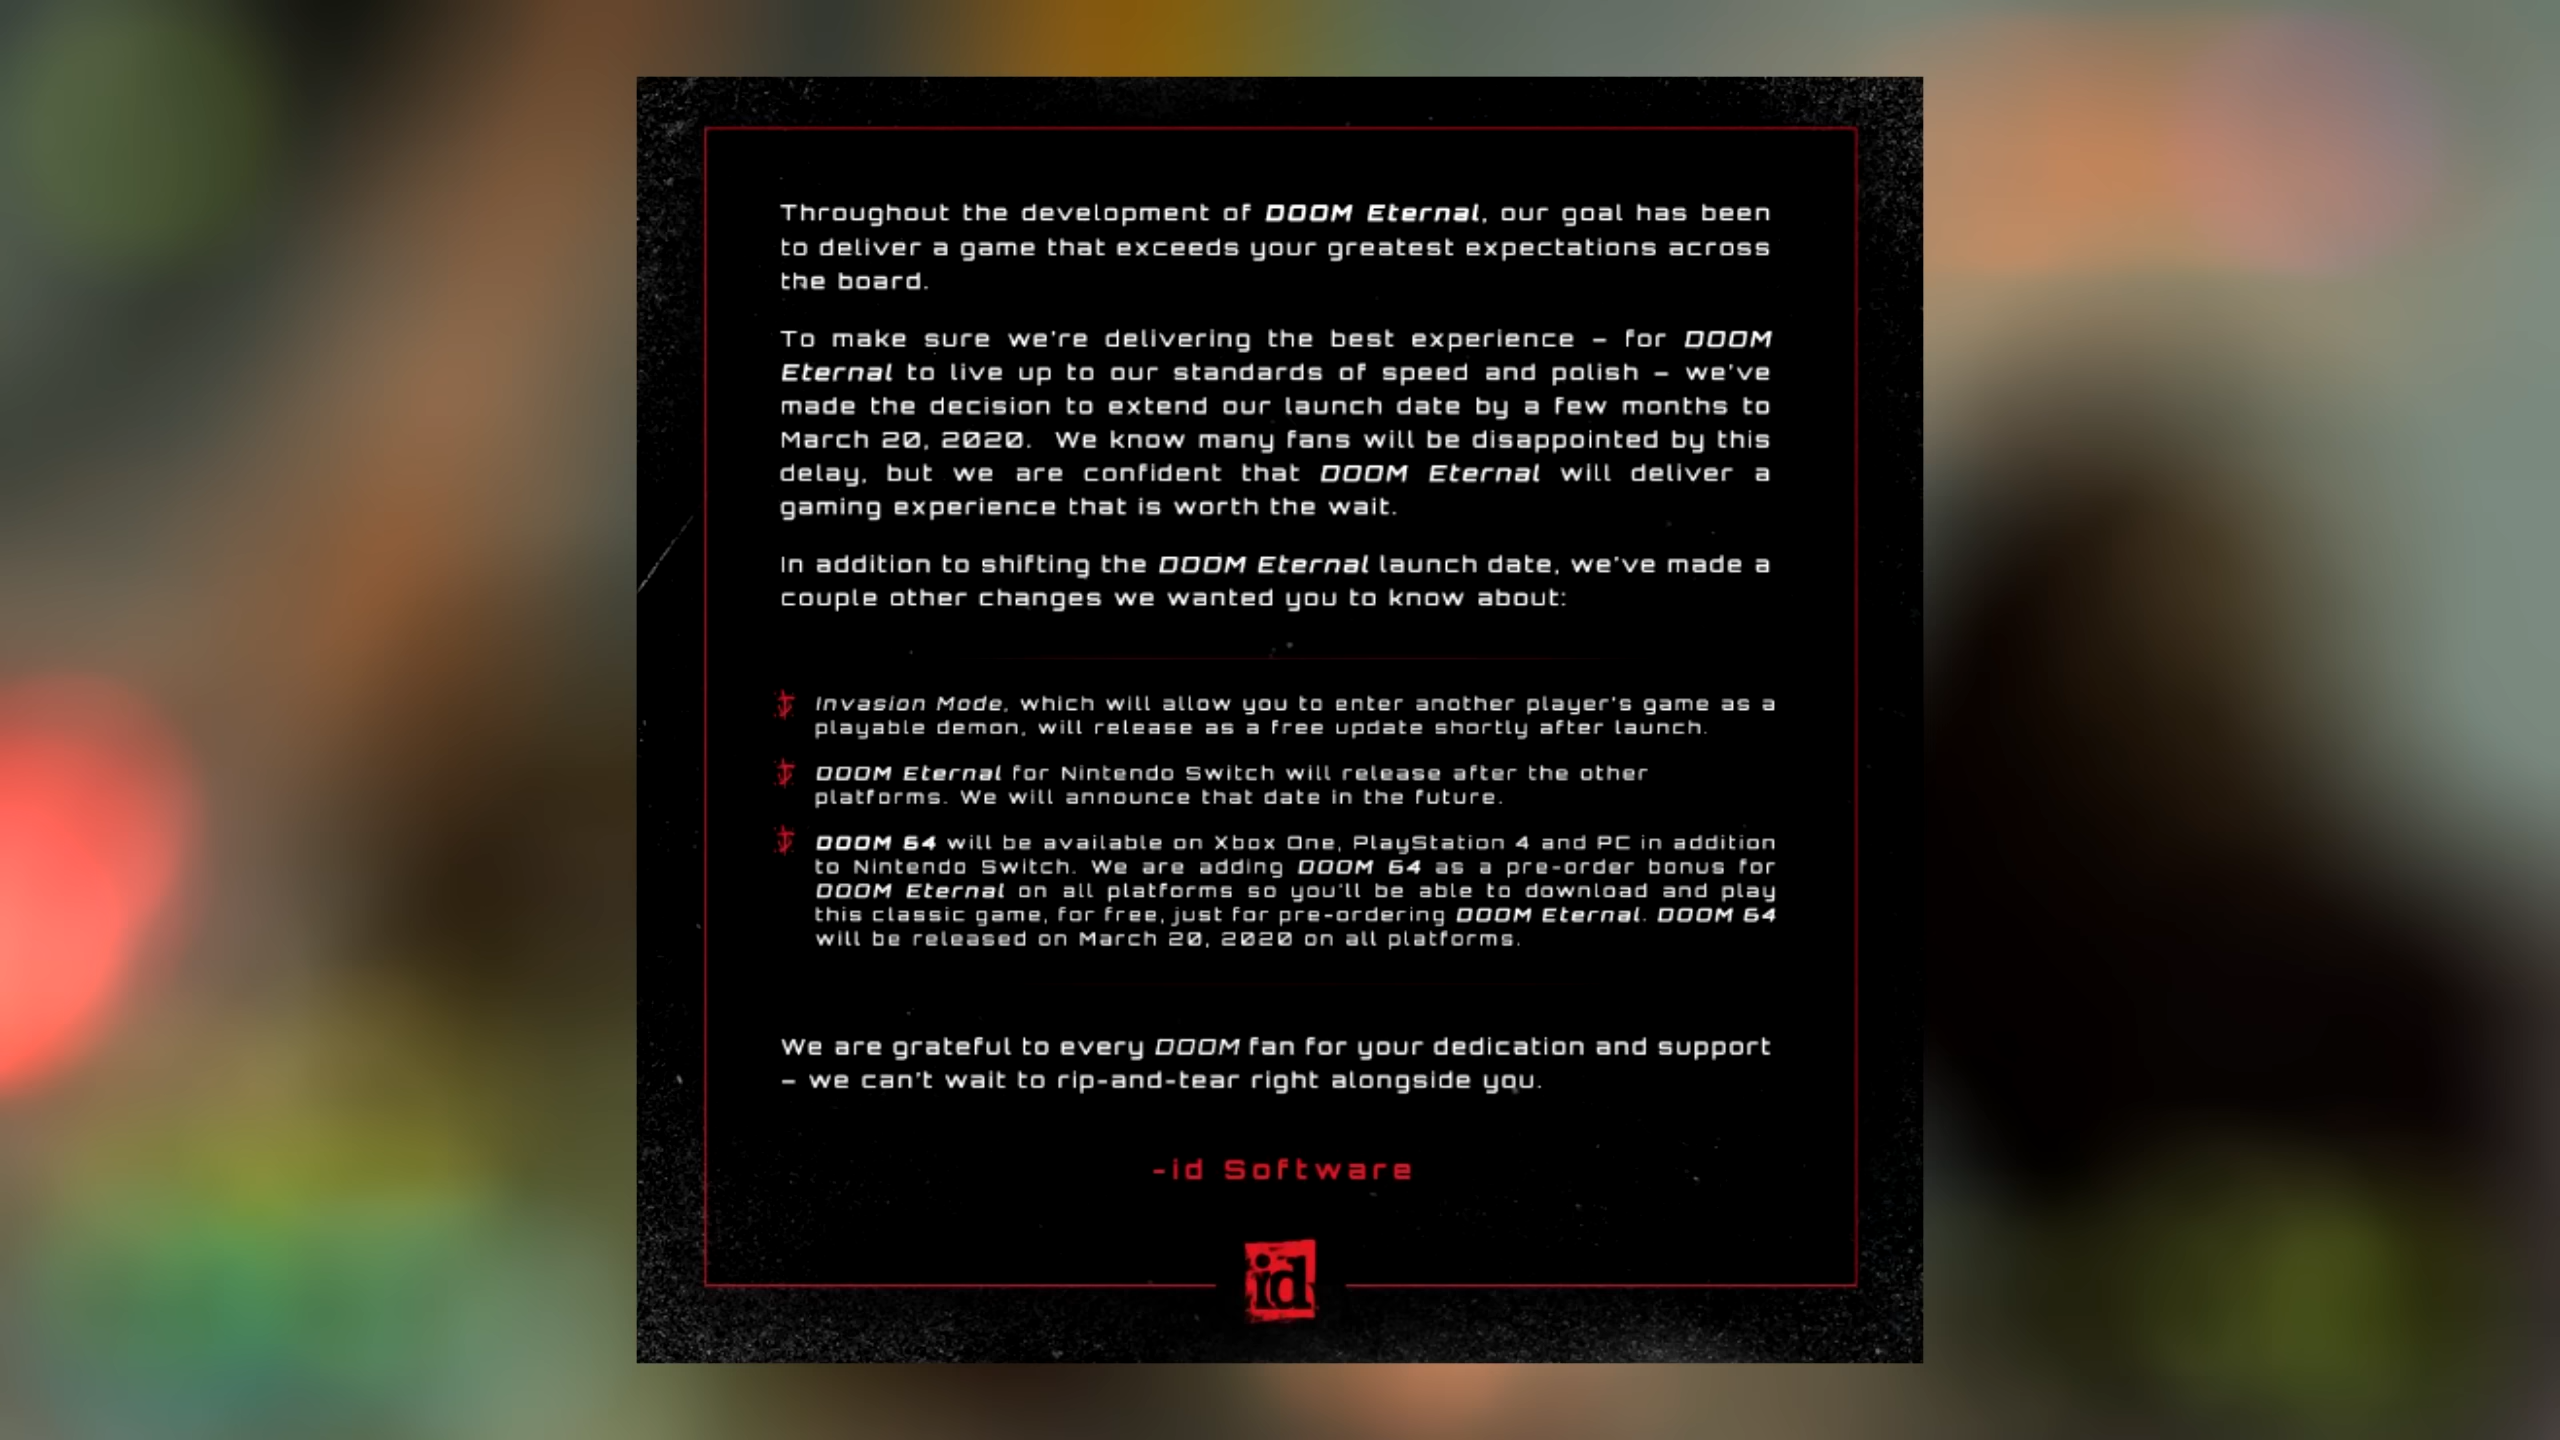 Throughout the development of DOOM Eternal, our goal has been
to deliver a game that exceeds your greatest expectations across
the board.
To make sure we're delivering the best experience – for DOOM
Eternal to live up to our standards of speed and polish – we've
made the decision to extend our launch date by a few months to
March 20, 2020.  We know many fans will be disappointed by this
delay, but we are confident that DOOM Eternal will deliver a
gaming experience that is worth the wait.
In addition to shifting the DOOM Eternal launch date, we've made a
couple other changes we wanted you to know about:
Invasion Mode, which will allow you to enter another player's game as a
playable demon, will release as a free update shortly after launch.
DOOM Eternal for Nintendo Switch will release after the other
platforms. We will announce that date in the future.
DOOM 64 will be available on Xbox One, PlayStation 4 and PC in addition
to Nintendo Switch. We are adding DOOM 64 as a pre-order bonus for
DOOM Eternal on all platforms so you'll be able to download and play
this classic game, for free, just for pre-ordering DOOM Eternal. DOOM 64
will be released on March 20, 2020 on all platforms.
We are grateful to every DOOM fan for your dedication and support
– we can't wait to rip-and-tear right alongside you.
-id Software
id